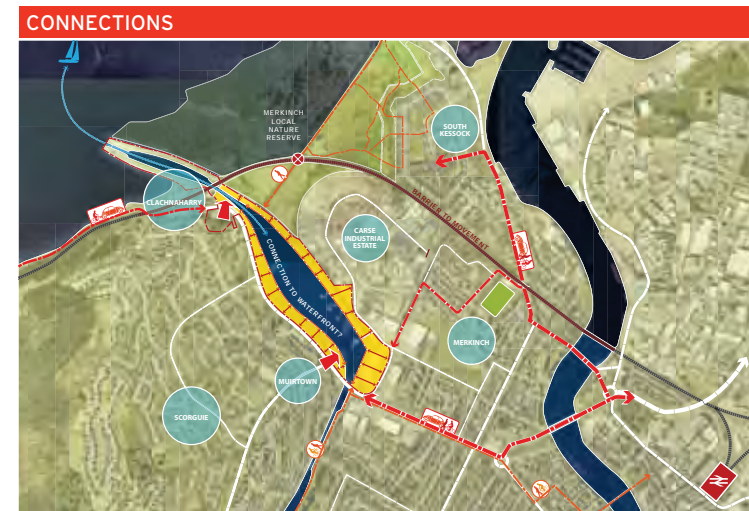 CONNECTIONS
MERKINCH
LOCAL
NATURE
RESERVE
SOUTH
KESSOCK
CLACHNAHARRY
CARSE
INDUSTRIAL
ESTATE
BARRIER TO MOVEMENT
CONNECTION TO WATERFRONT?
MERKINCH
MUIRTOWN
SCORGUIE